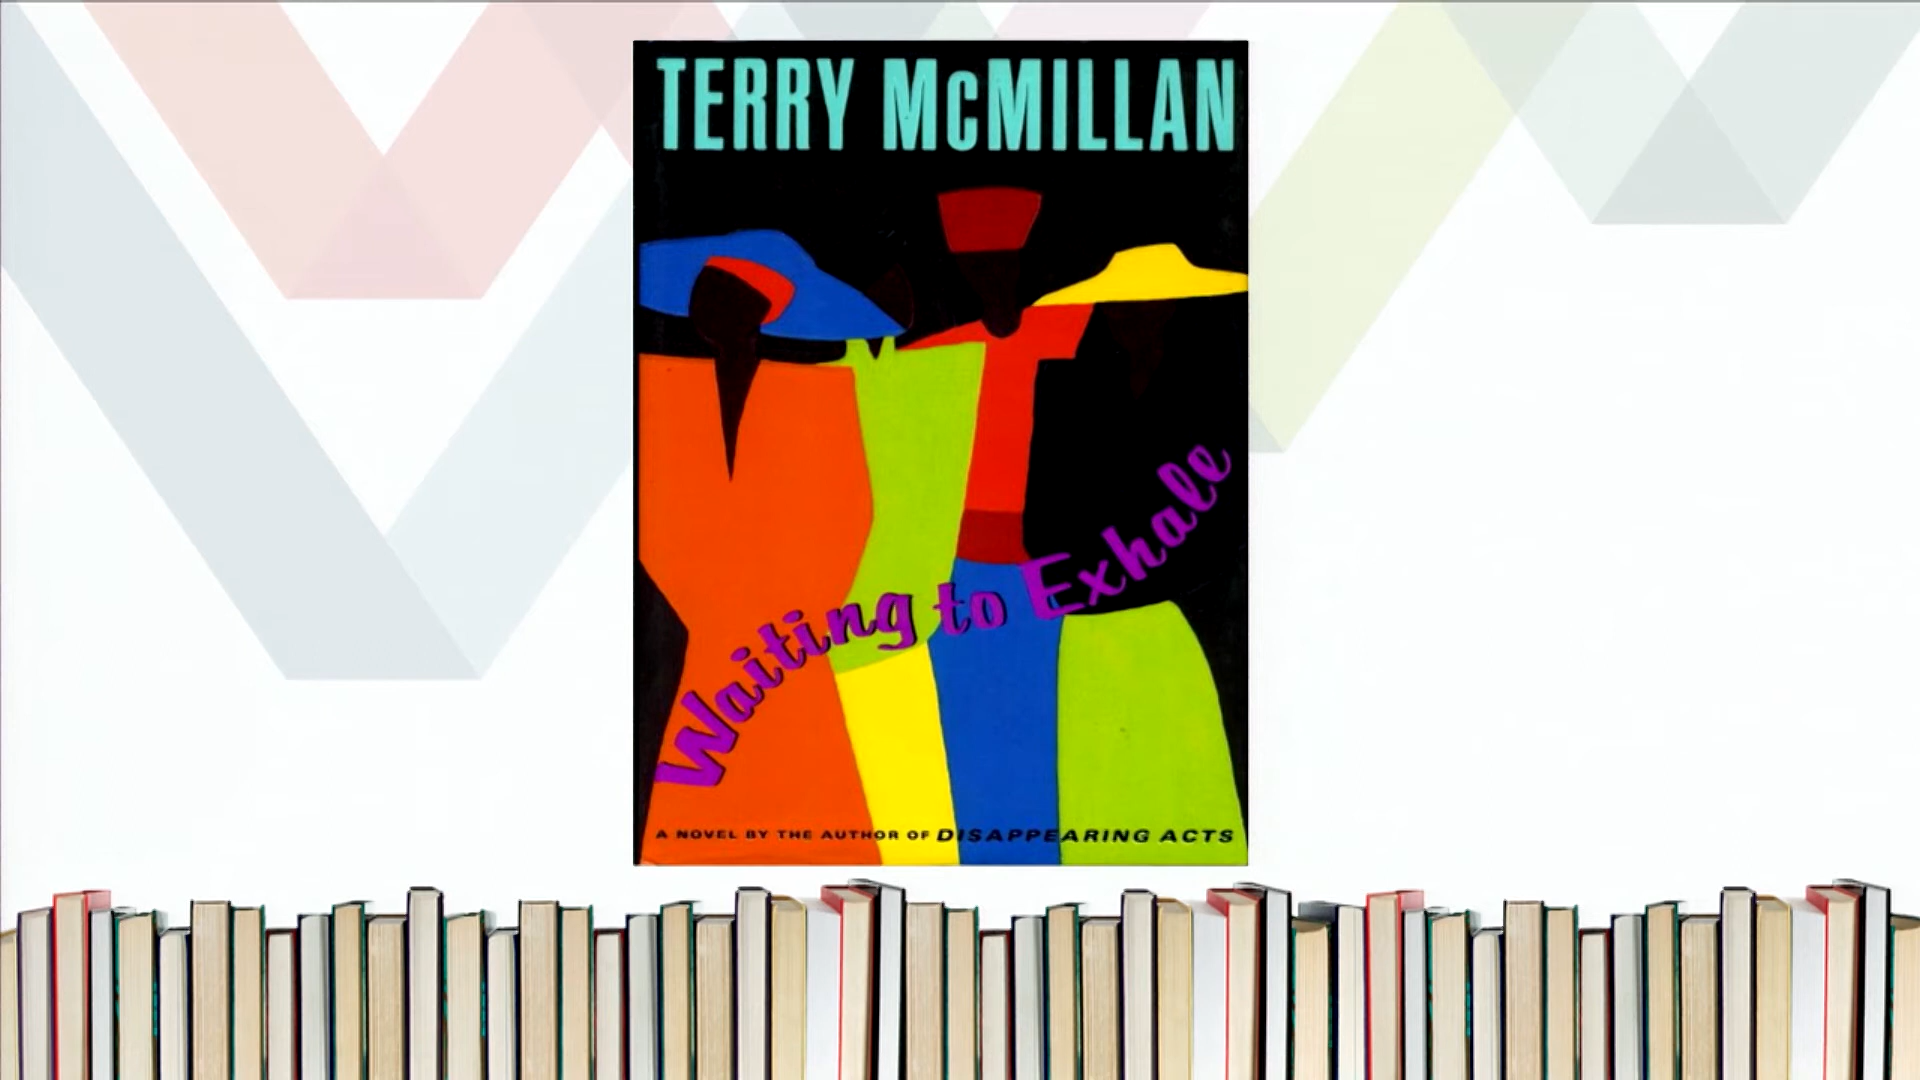 TERRY McMILLAN
Waiting to Exhale
A NOVEL BY THE AUTHOR OF DISAPPEARING ACTS